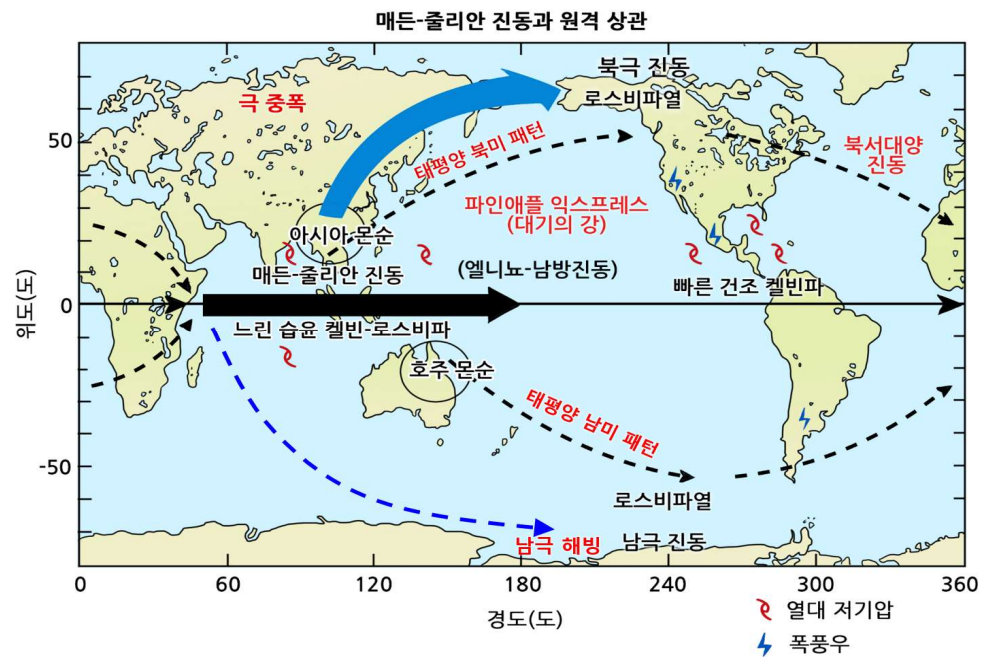 매든-줄리안 진동과 원격 상관
북극 진동
로스비파열
극 중폭
50
태평양 북미 패턴
북서대양
진동
파인애플 익스프레스
(대기의 강)
아시아 몬순
매든-줄리안 진동
(엘니뇨-남방진동)
빠른 건조 켈빈파
위도(도)
0
느린 습윤 켈빈-로스비파
호주 몬순
태평양 남미 패턴
-50
로스비파열
남극 해빙
남극 진동
0
60
120
180
240
300
360
경도(도)
열대 저기압
폭풍우